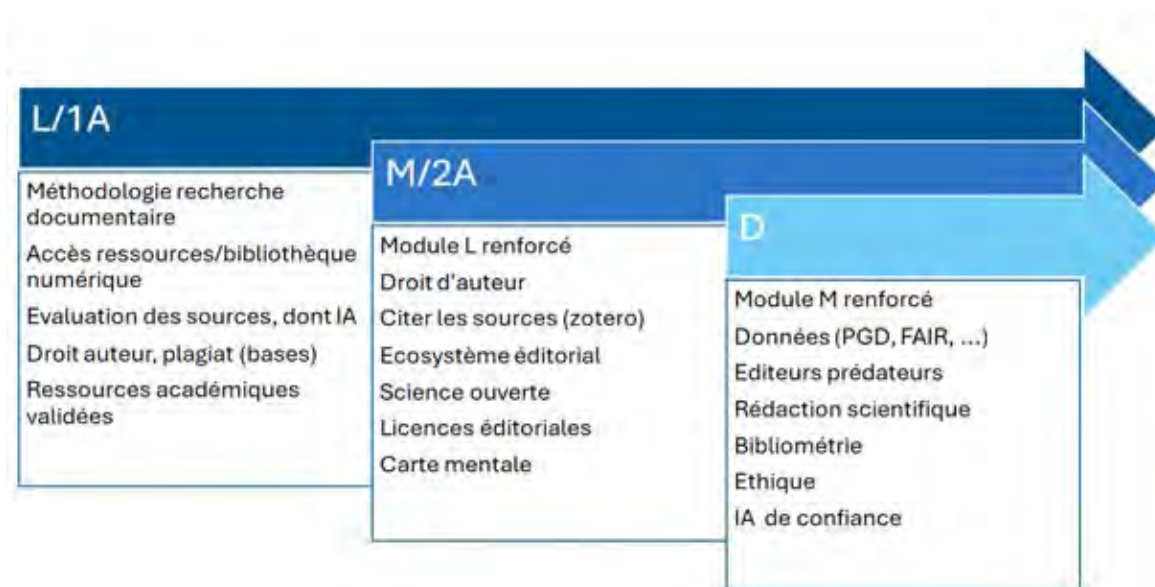 L/1A
Méthodologie recherche
documentaire
Accès ressources/bibliothèque
numérique
Evaluation des sources, dont IA
Droit auteur, plagiat (bases)
Ressources académiques
validées
M/2A
Module L renforcé
Droit d'auteur
Citer les sources (zotero)
Ecosystème éditorial
Science ouverte
Licences éditoriales
Carte mentale
D
Module M renforcé
Données (PGD, FAIR, ...)
Editeurs prédateurs
Rédaction scientifique
Bibliométrie
Ethique
IA de confiance